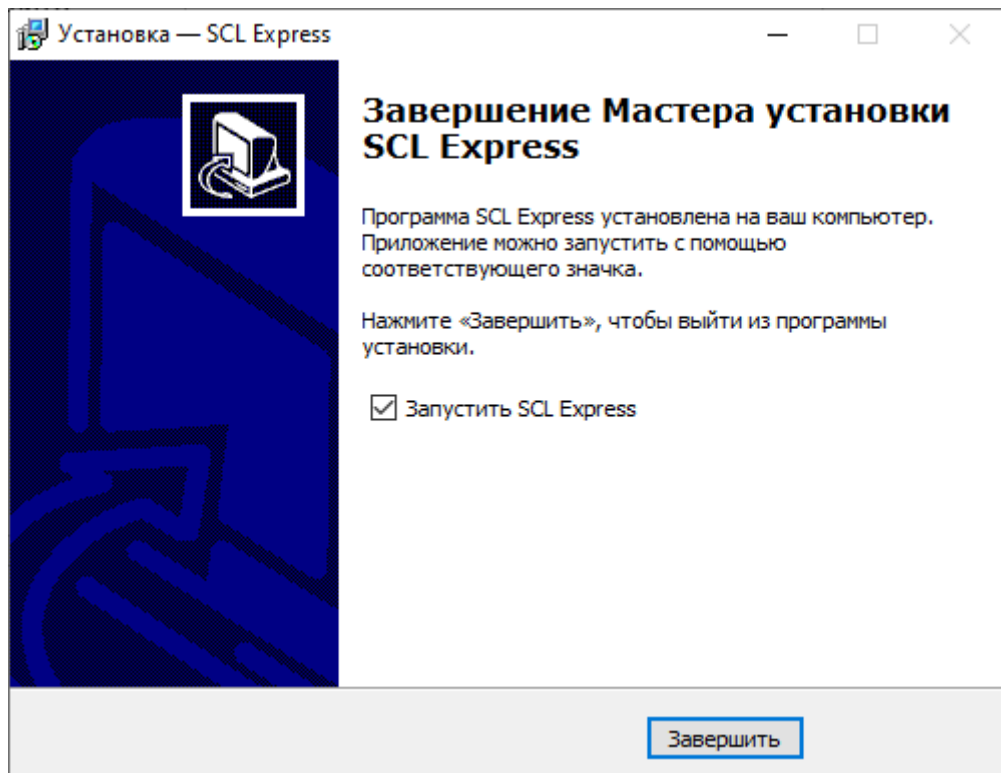 Установка — SCL Express
Завершение Мастера установки
SCL Express
Программа SCL Express установлена на ваш компьютер.
Приложение можно запустить с помощью
соответствующего значка.
Нажмите «Завершить», чтобы выйти из программы
установки.
Запустить SCL Express
Завершить